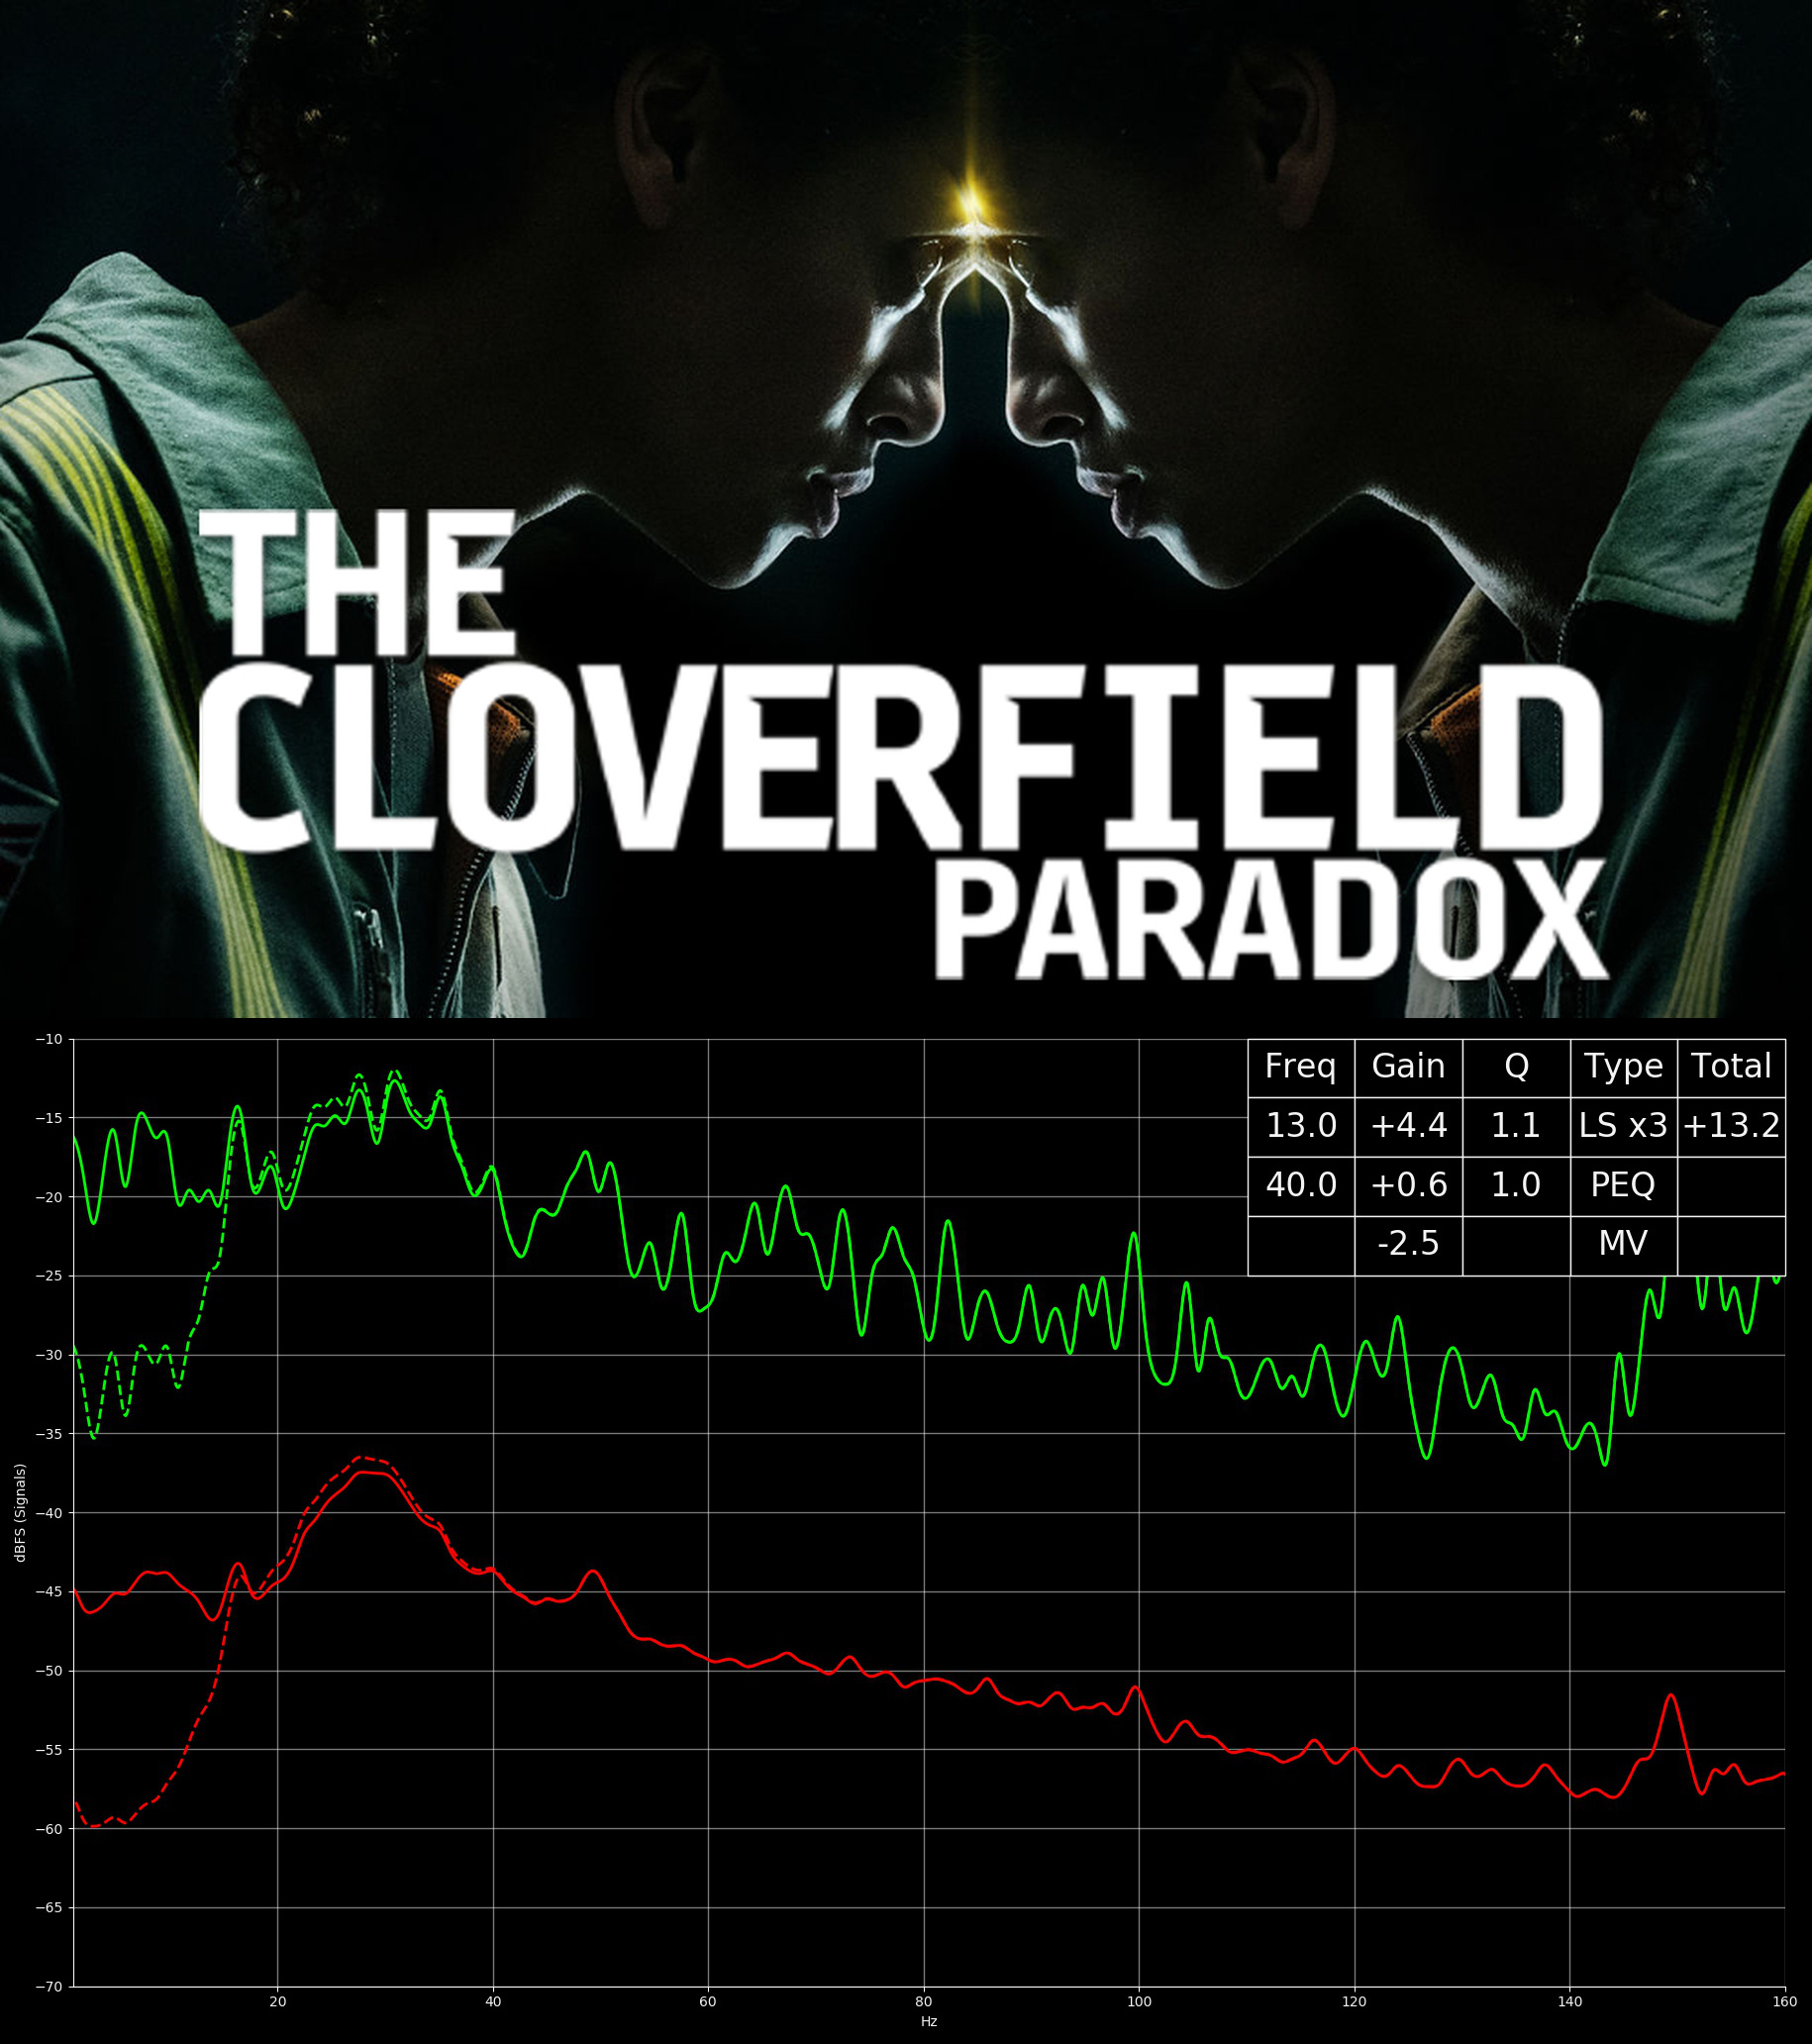 THE
CLOVERFIELD
PARADOX
Freq Gain Q Type Total
13.0 +4.4 1.1 LS x3 +13.2
40.0 +0.6 1.0 PEQ
-2.5 MV
−10
−15
−20
−25
−30
−35
−40
−45
−50
−55
−60
−65
−70
dBFS (Signals)
20 40 60 80 100 120 140 160
Hz